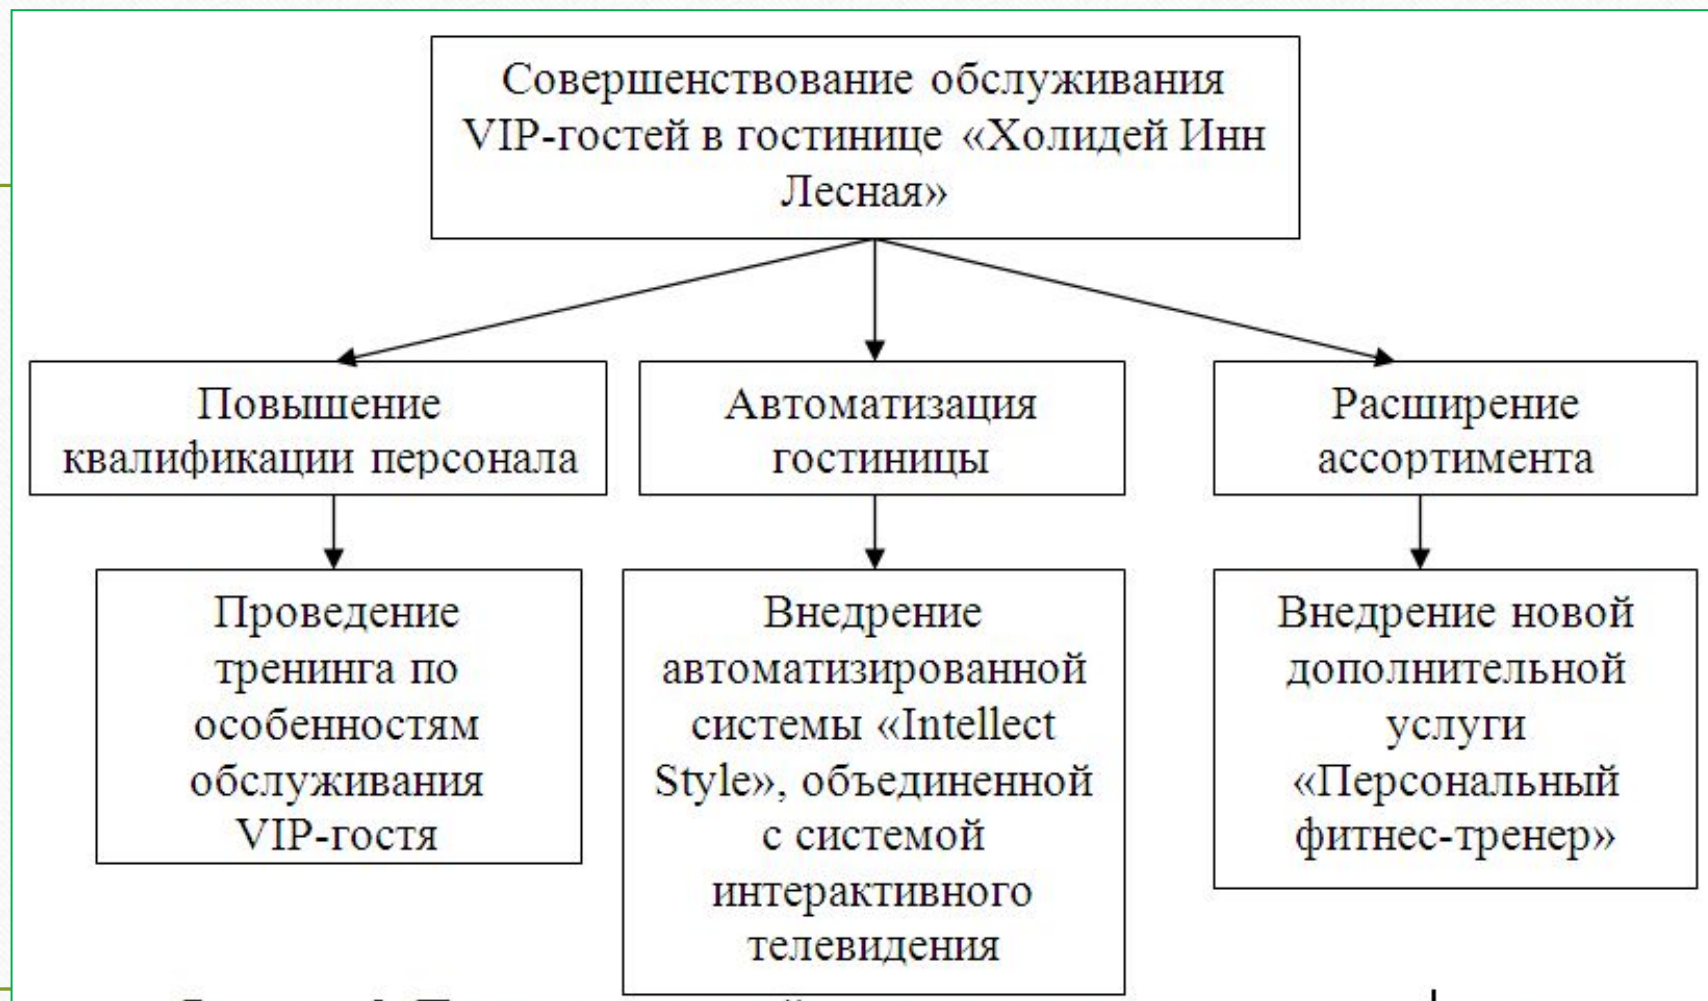 Совершенствование обслуживания
VIP-гостей в гостинице «Холидей Инн
Лесная»
Повышение
квалификации персонала
Автоматизация
гостиницы
Расширение
ассортимента
Проведение
тренинга по
особенностям
обслуживания
VIP-гостя
Внедрение
автоматизированной
системы «Intellect
Style», объединенной
с системой
интерактивного
телевидения
Внедрение новой
дополнительной
услуги
«Персональный
фитнес-тренер»